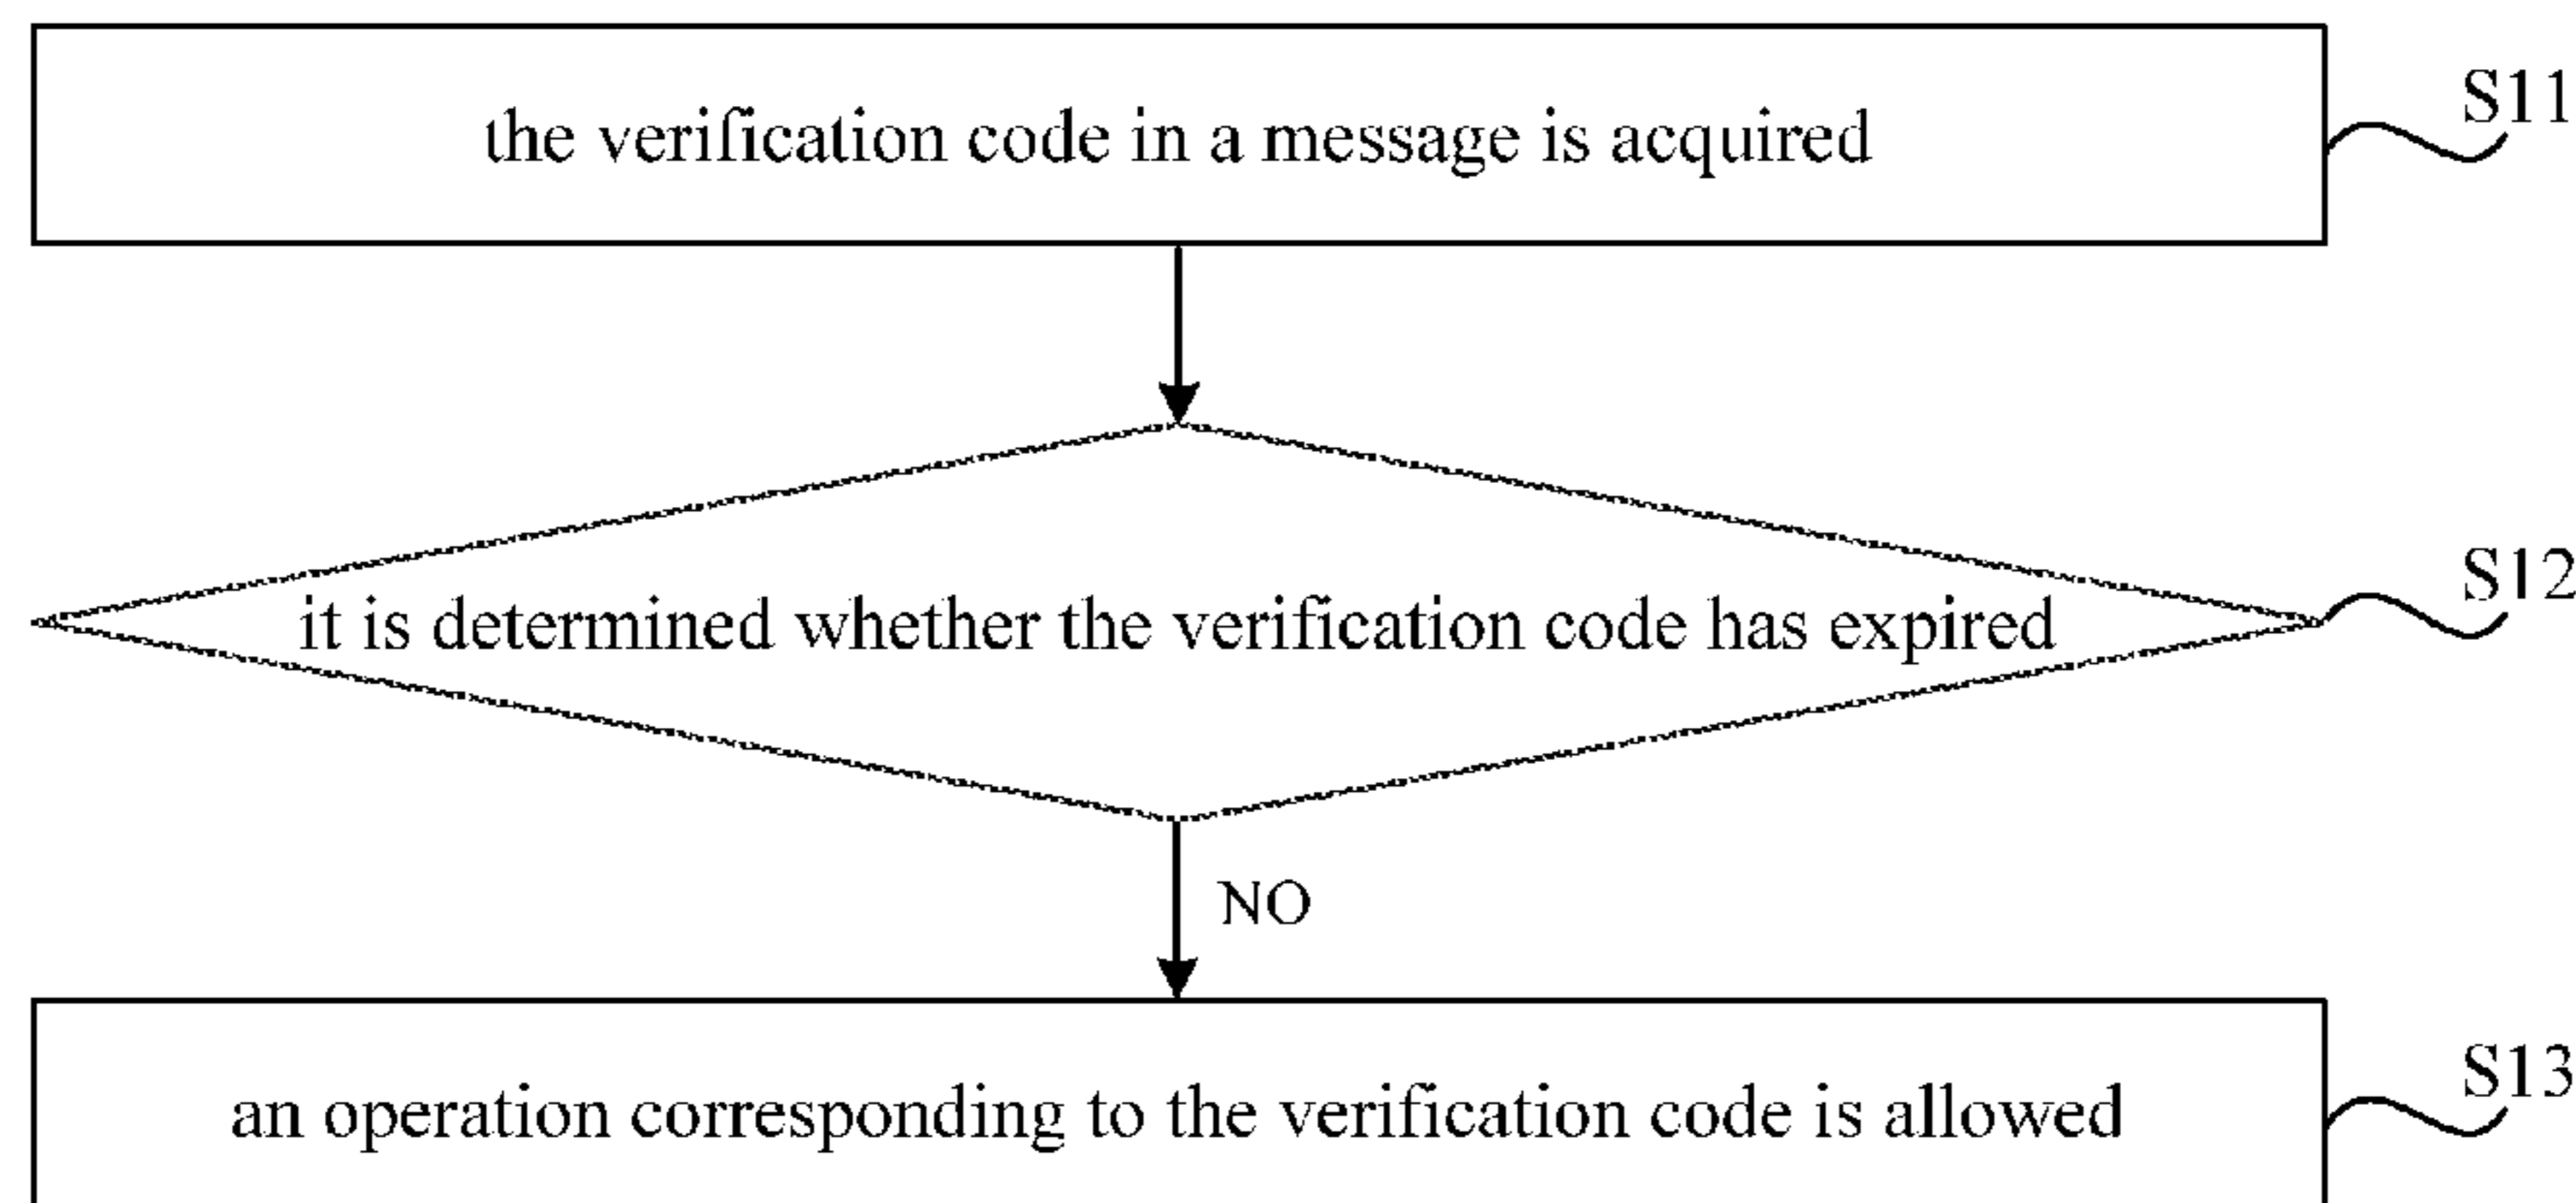 the verification code in a message is acquired
S11
it is determined whether the verification code has expired
S12
NO
an operation corresponding to the verification code is allowed
S13